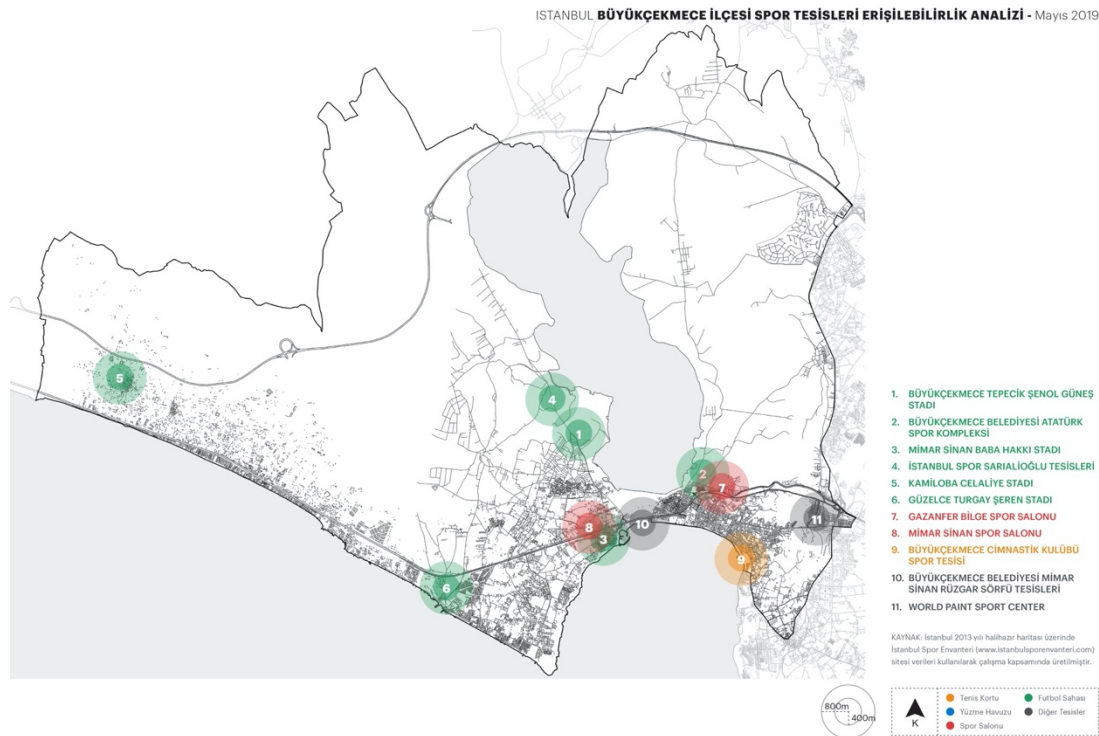 İSTANBUL BÜYÜKÇEKMECE İLÇESİ SPOR TESİSLERİ ERİŞİLEBİLİRLİK ANALİZİ - Mayıs 2019
5
4
1
2
7
8
3
10
11
9
6
1. BÜYÜKÇEKMECE TEPECİK ŞENOL GÜNEŞ
STADI
2. BÜYÜKÇEKMECE BELEDİYESİ ATATÜRK
SPOR KOMPLEKSİ
3. MİMAR SİNAN BABA HAKKI STADI
4. İSTANBUL SPOR SARIALİOĞLU TESİSLERİ
5. KAMİLOBA CELALİYE STADI
6. GÜZELCE TURGAY ŞEREN STADI
7. GAZANFER BİLGE SPOR SALONU
8. MİMAR SİNAN SPOR SALONU
9. BÜYÜKÇEKMECE CİMNASTİK KULÜBÜ
SPOR TESİSİ
10. BÜYÜKÇEKMECE BELEDİYESİ MİMAR
SİNAN RÜZGAR SÖRFÜ TESİSLERİ
11. WORLD PAINT SPORT CENTER
KAYNAK: İstanbul 2013 yılı halihazır haritası üzerinde
İstanbul Spor Envanteri (www.istanbulsporenvanteri.com)
sitesi verileri kullanılarak çalışma kapsamında üretilmiştir.
800m
400m
K
Tenis Kortu
Yüzme Havuzu
Spor Salonu
Futbol Sahası
Diğer Tesisler